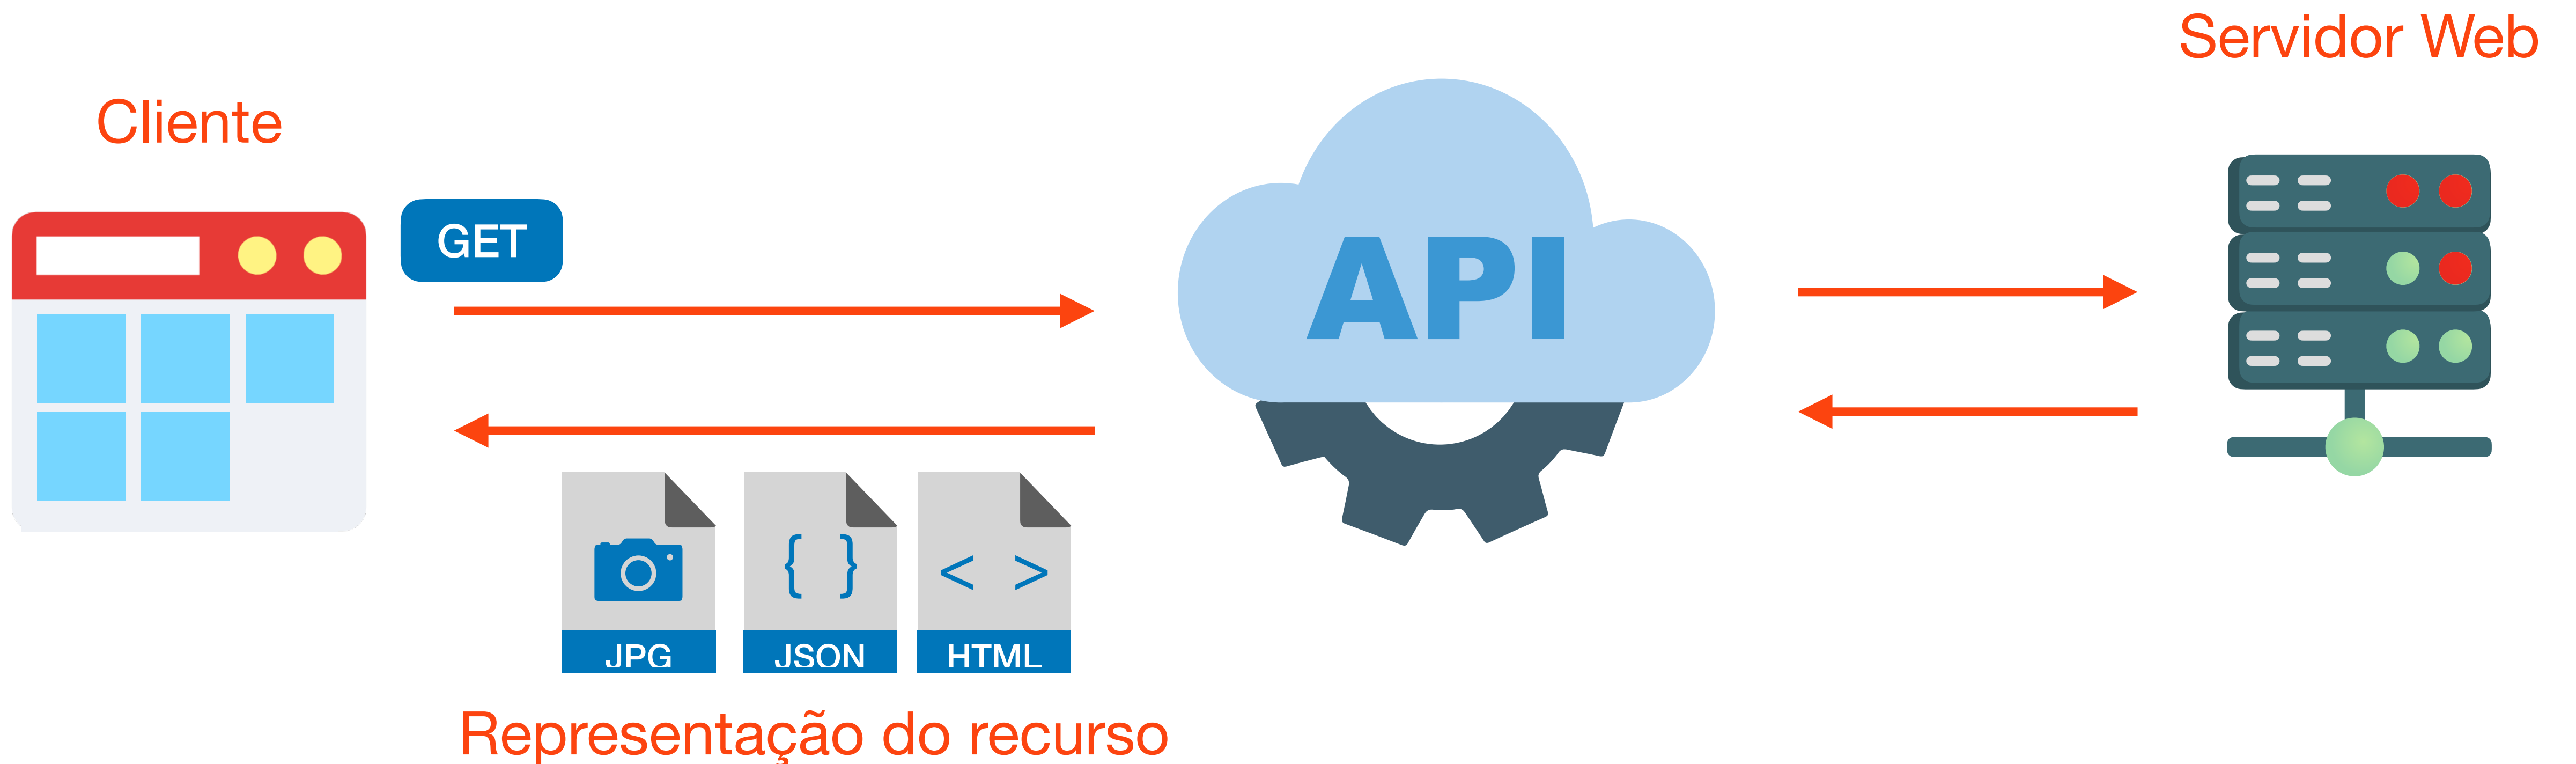 Servidor Web
Cliente
GET
API
{ }
< >
JPG
JSON
HTML
Representação do recurso